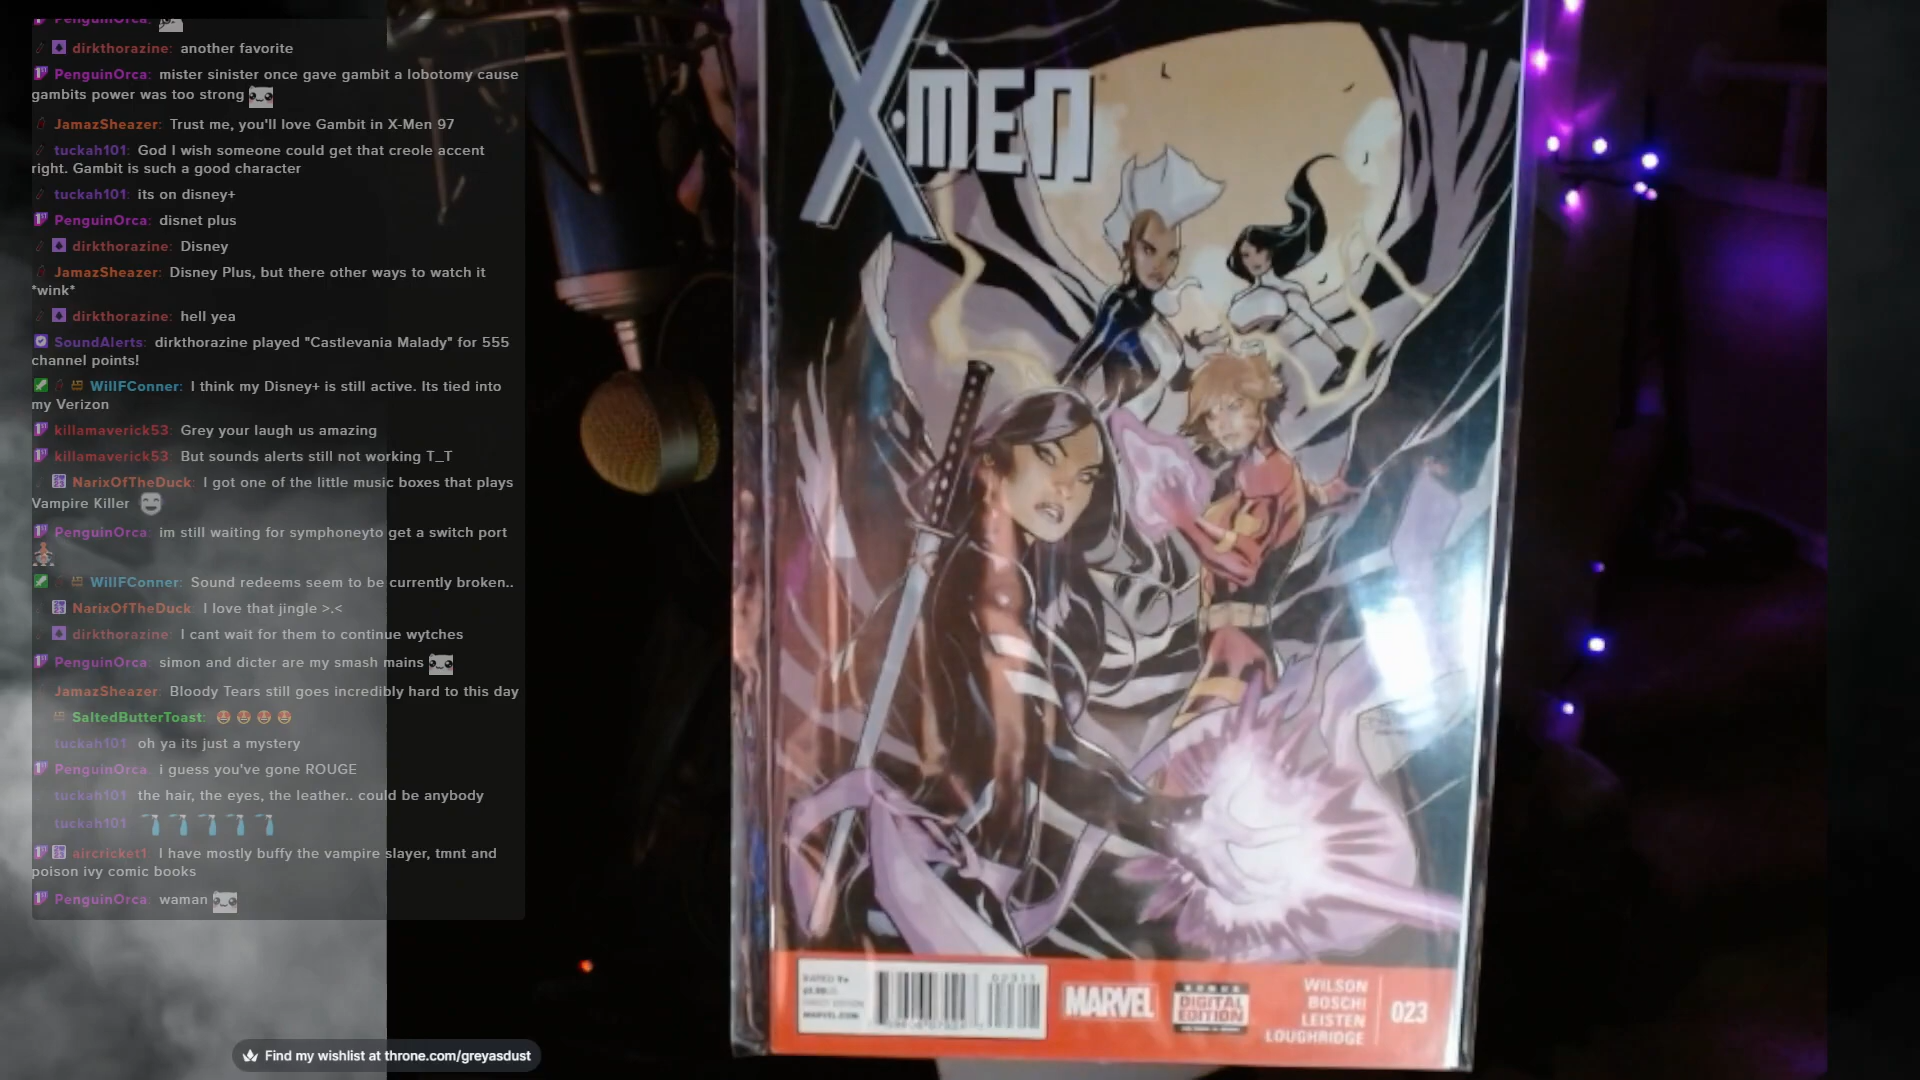 PenguinOrca:
dirkthorazine: another favorite
PenguinOrca: mister sinister once gave gambit a lobotomy cause
gambits power was too strong
JamazSheazer: Trust me, you'll love Gambit in X-Men 97
tuckah101: God I wish someone could get that creole accent
right. Gambit is such a good character
tuckah101: its on disney+
PenguinOrca: disnet plus
dirkthorazine: Disney
JamazSheazer: Disney Plus, but there other ways to watch it
*wink*
dirkthorazine: hell yea
SoundAlerts: dirkthorazine played "Castlevania Malady" for 555
channel points!
WillFConner: I think my Disney+ is still active. Its tied into
my Verizon
killamaverick53: Grey your laugh us amazing
killamaverick53: But sounds alerts still not working T_T
NarixOfTheDuck: I got one of the little music boxes that plays
Vampire Killer
PenguinOrca: im still waiting for symphoneyto get a switch port
WillFConner: Sound redeems seem to be currently broken..
NarixOfTheDuck: I love that jingle >.<
dirkthorazine: I cant wait for them to continue wytches
PenguinOrca: simon and dicter are my smash mains
JamazSheazer: Bloody Tears still goes incredibly hard to this day
SaltedButterToast:
tuckah101: oh ya its just a mystery
PenguinOrca: i guess you've gone ROUGE
tuckah101: the hair, the eyes, the leather.. could be anybody
tuckah101:
aircricket1: I have mostly buffy the vampire slayer, tmnt and
poison ivy comic books
PenguinOrca: waman
Find my wishlist at throne.com/greyasdust
X-MEN
02311
MARVEL.COM
MARVEL
BONUS
DIGITAL
EDITION
WILSON
BOSCHI
LEISTEN
LOUGHRIDGE
023